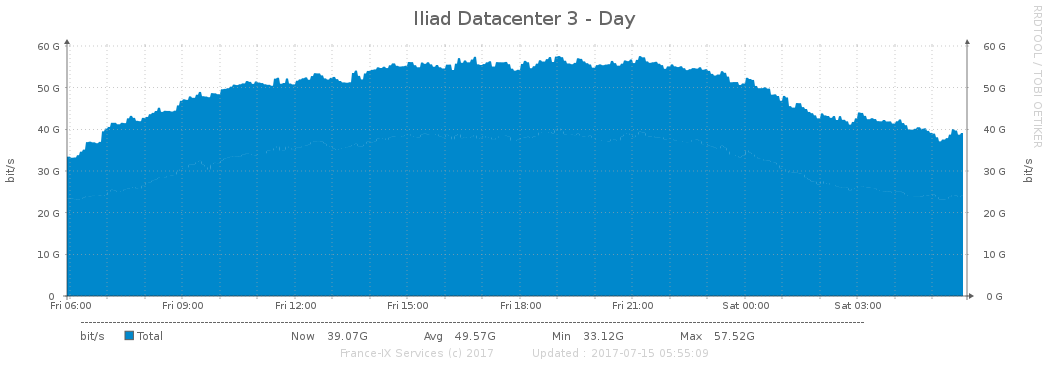 Iliad Datacenter 3 - Day
RRDTOOL / TOBI OETIKER
60 G 60 G
50 G 50 G
40 G 40 G
30 G 30 G
20 G 20 G
10 G 10 G
0 0 G
bit/s bit/s
Fri 06:00 Fri 09:00 Fri 12:00 Fri 15:00 Fri 18:00 Fri 21:00 Sat 00:00 Sat 03:00
bit/s Total Now 39.07G Avg 49.57G Min 33.12G Max 57.52G
France-IX Services (c) 2017 Updated : 2017-07-15 05:55:09